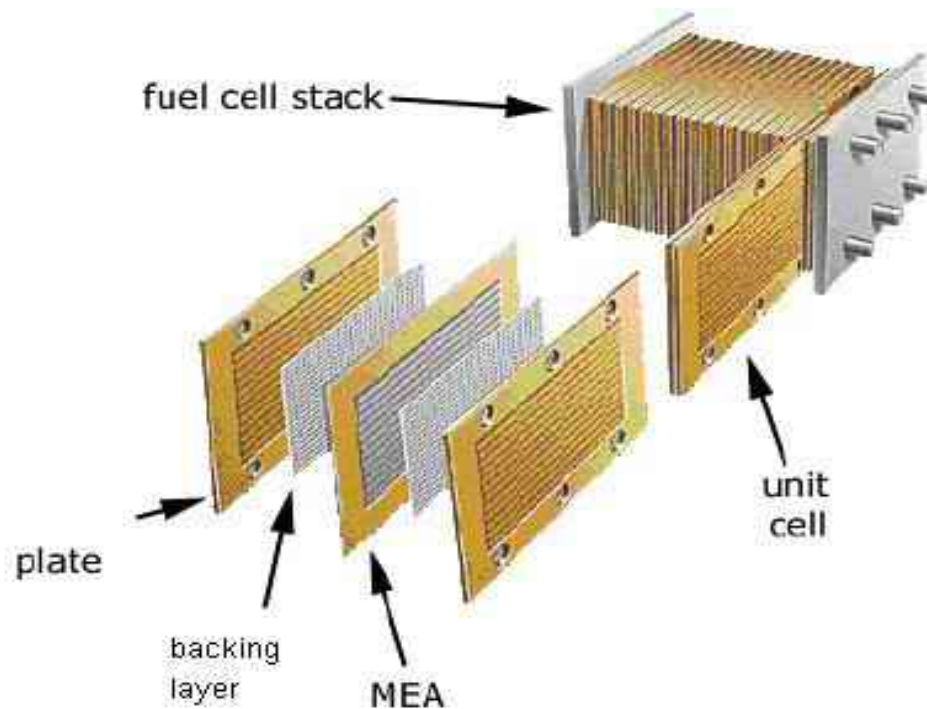 fuel cell stack
unit
cell
plate
backing
layer
MEA